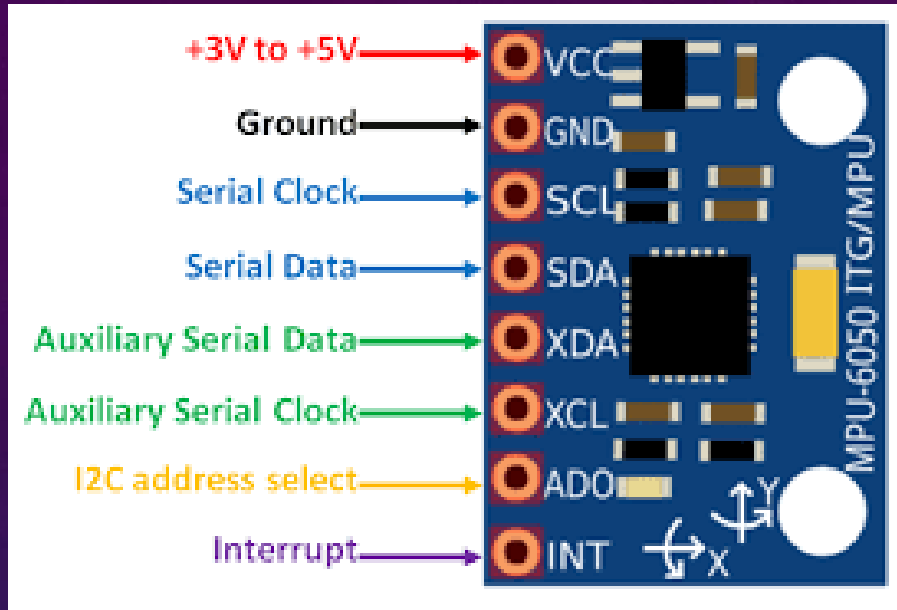 +3V to +5V
VCC
Ground
GND
Serial Clock
SCL
Serial Data
SDA
Auxiliary Serial Data
XDA
Auxiliary Serial Clock
XCL
I2C address select
ADO
Interrupt
INT
X
Y
MPU-6050 ITG/MPU